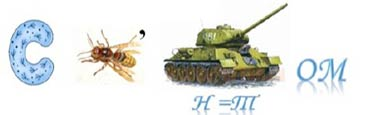 С , ОМ
Н =Т